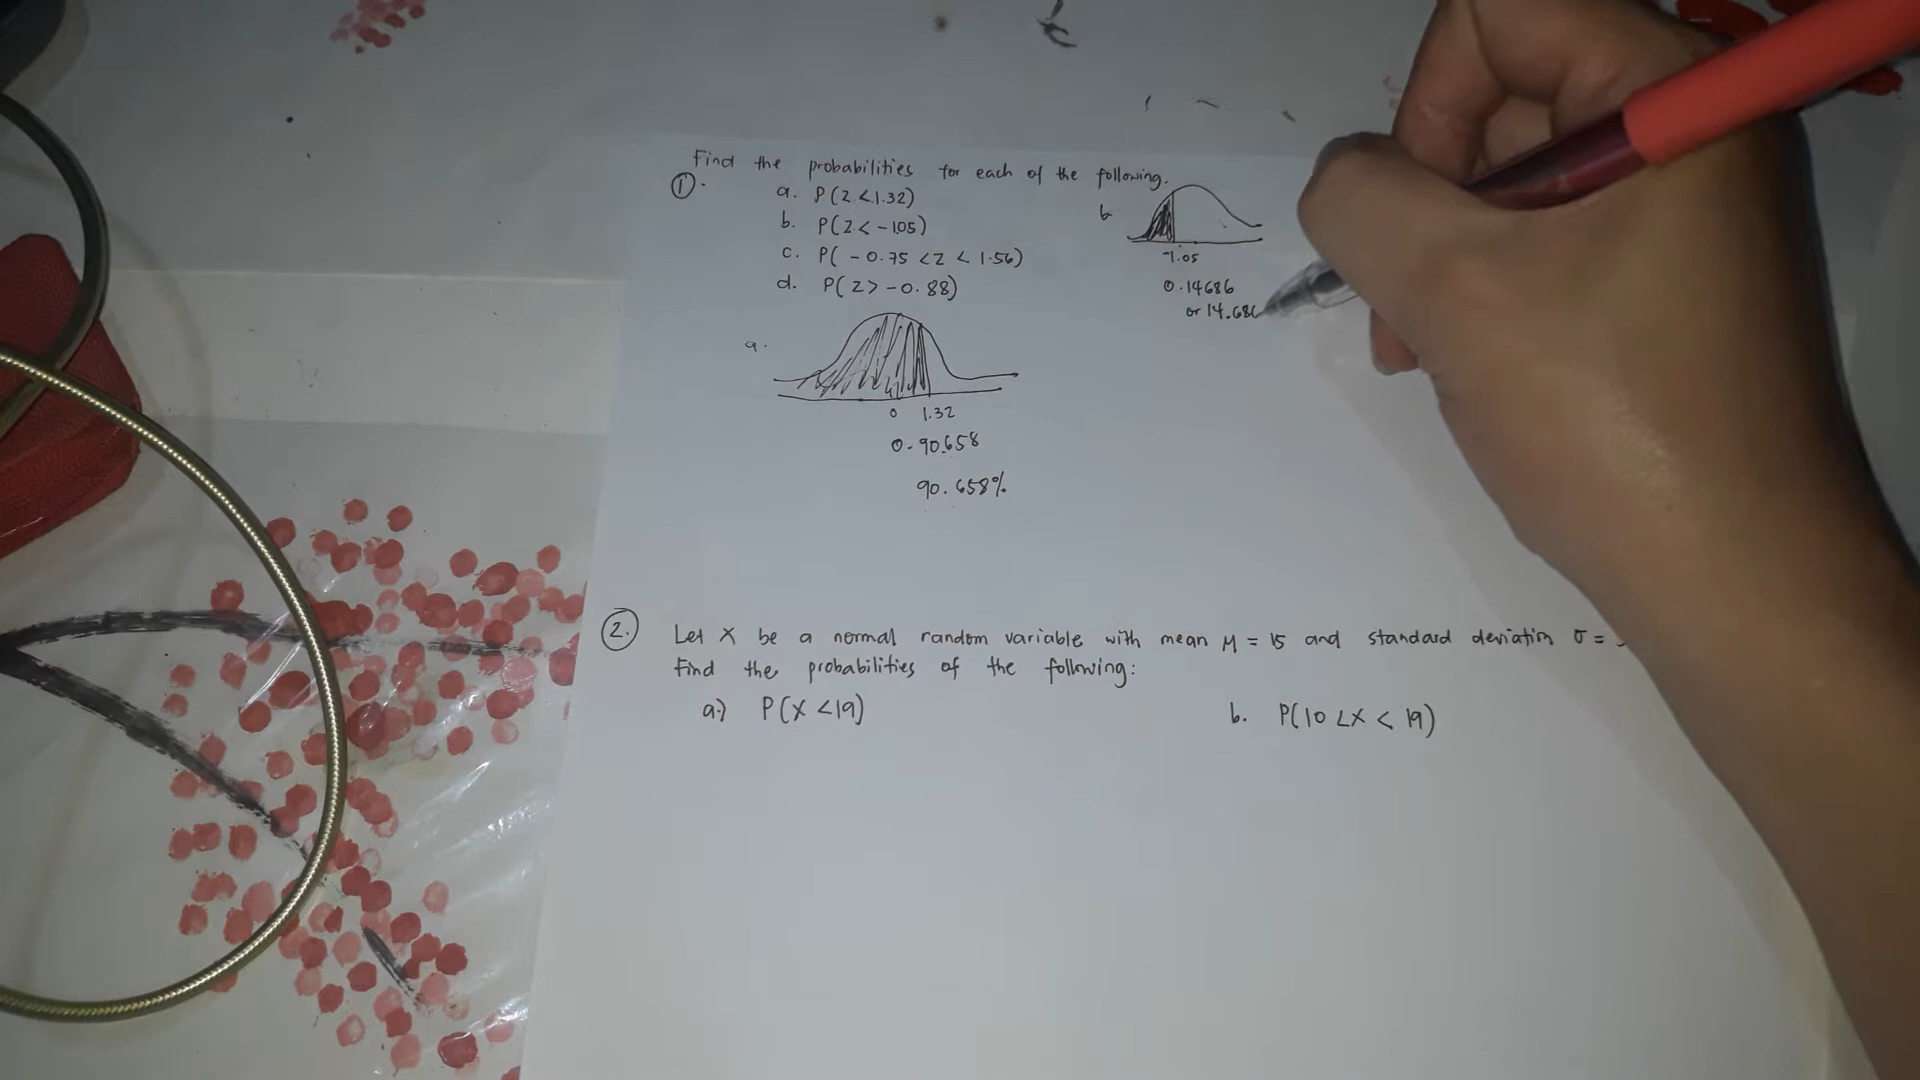 Find the probabilities for each of the following.
①.
a. P(Z < 1.32)
b. P(Z < -1.05)
c. P(-0.75 < Z < 1.56)
d. P(Z > -0.88)
a.
0 1.32
0.90658
90.658%
b.
-1.05
0.14686
or 14.686
②. Let X be a normal random variable with mean μ = 15 and standard deviation σ =
Find the probabilities of the following:
a.) P(X < 19)
b. P(10 < X < 19)